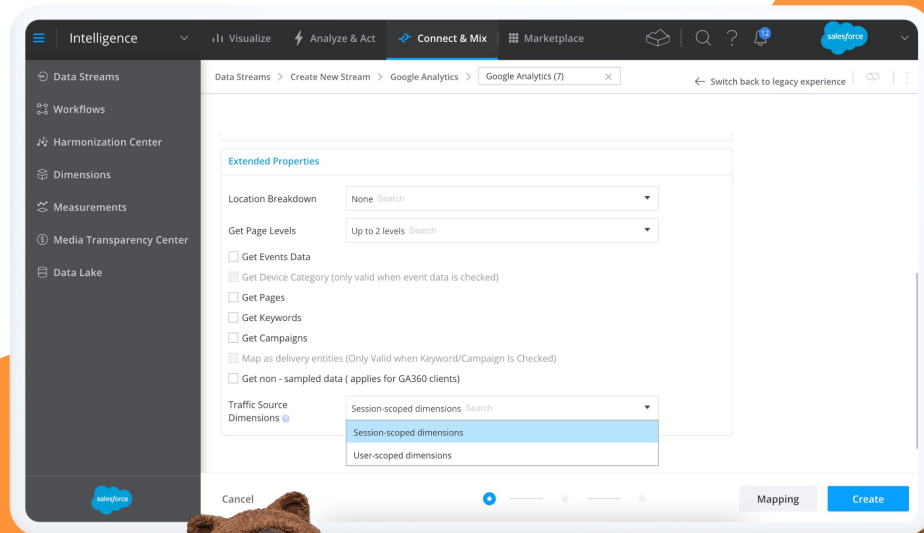 Intelligence
Visualize
Analyze & Act
Connect & Mix
Marketplace
12
salesforce
Data Streams
Workflows
Harmonization Center
Dimensions
Measurements
Media Transparency Center
Data Lake
salesforce
Data Streams > Create New Stream > Google Analytics > Google Analytics (7) ×
← Switch back to legacy experience
Extended Properties
Location Breakdown None Search
Get Page Levels Up to 2 levels Search
Get Events Data
Get Device Category (only valid when event data is checked)
Get Pages
Get Keywords
Get Campaigns
Map as delivery entities (Only Valid when Keyword/Campaign Is Checked)
Get non - sampled data ( applies for GA360 clients)
Traffic Source
Dimensions ?
Session-scoped dimensions Search
Session-scoped dimensions
User-scoped dimensions
Cancel
Mapping
Create